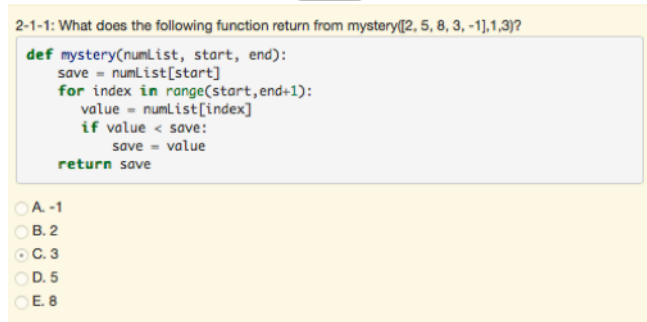 2-1-1: What does the following function return from mystery([2, 5, 8, 3, -1],1,3)?
def mystery(numList, start, end):
    save = numList[start]
    for index in range(start,end+1):
        value = numList[index]
        if value < save:
            save = value
    return save
A. -1
B. 2
C. 3
D. 5
E. 8